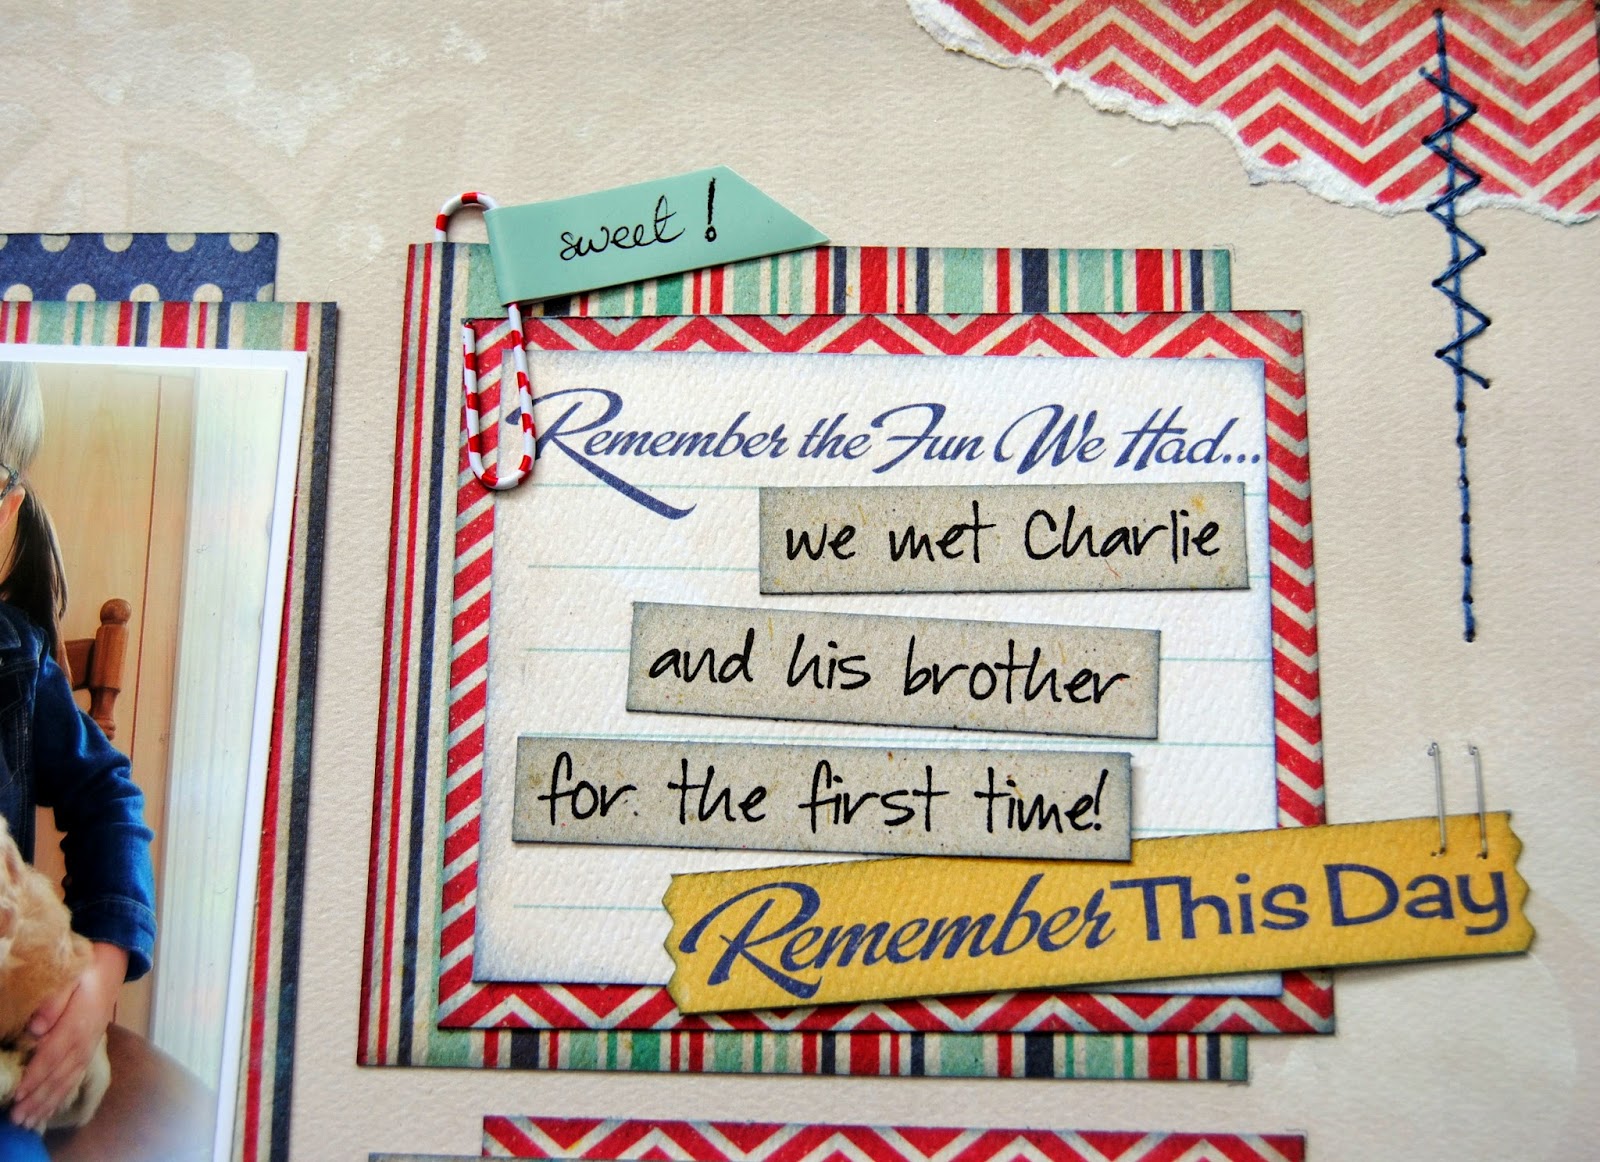 sweet!
Remember the Fun We Had...
we met Charlie
and his brother
for the first time!
Remember This Day